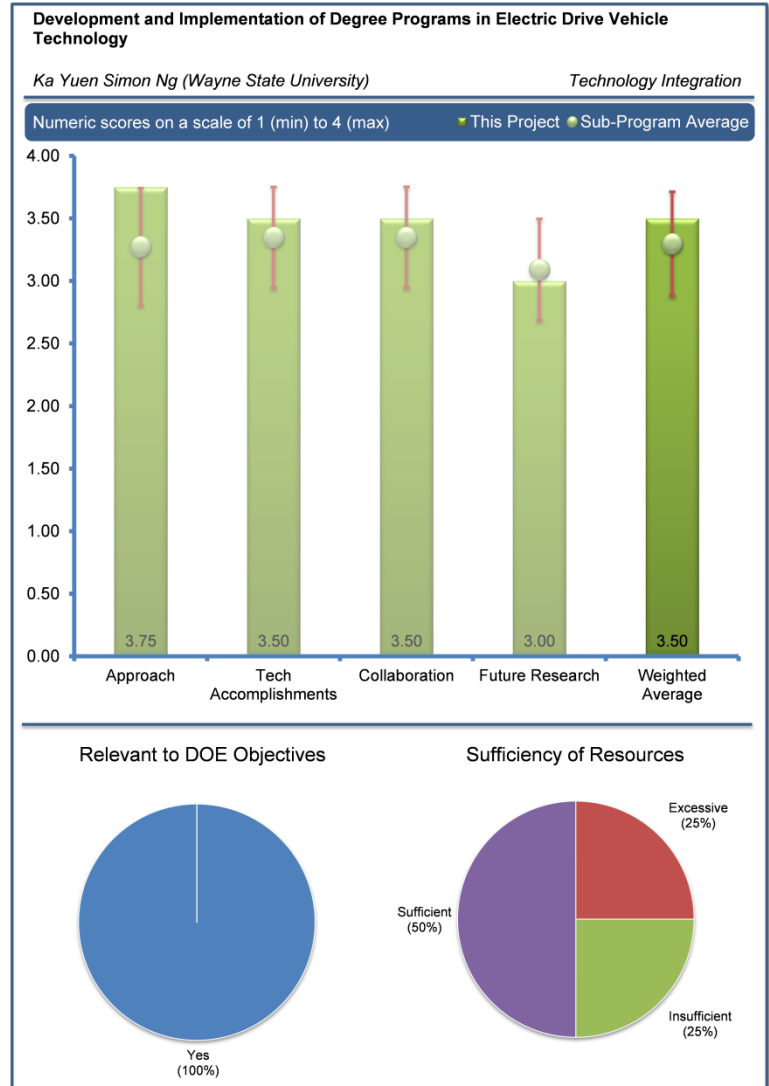 Development and Implementation of Degree Programs in Electric Drive Vehicle
Technology
Ka Yuen Simon Ng (Wayne State University) Technology Integration
Numeric scores on a scale of 1 (min) to 4 (max) This Project Sub-Program Average
4.00
3.50
3.00
2.50
2.00
1.50
1.00
0.50
0.00
3.75 3.50 3.50 3.00 3.50
Approach Tech Collaboration Future Research Weighted
Accomplishments Average
Relevant to DOE Objectives Sufficiency of Resources
Excessive
(25%)
Sufficient
(50%)
Insufficient
(25%)
Yes
(100%)